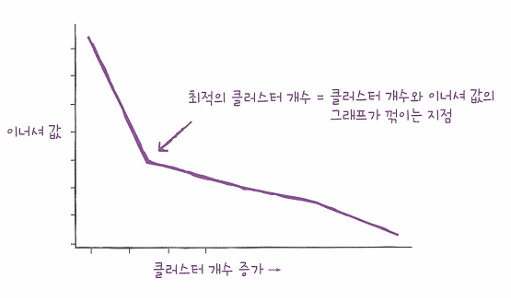 최적의 클러스터 개수 = 클러스터 개수와 이너셔 값의
그래프가 꺾이는 지점
이너셔 값
클러스터 개수 증가 →